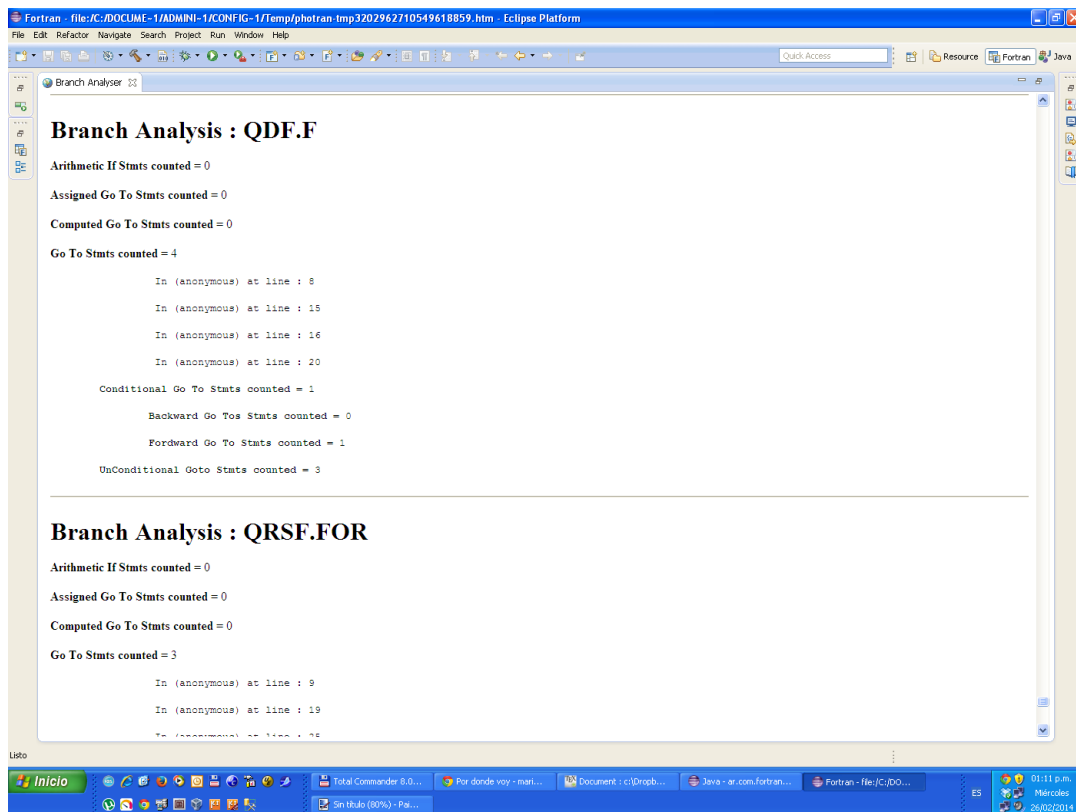 Fortran - file:/C:/DOCUME~1/ADMINI~1/CONFIG~1/Temp/photran-tmp3202962710549618859.htm - Eclipse Platform
File Edit Refactor Navigate Search Project Run Window Help
Quick Access
Resource
Fortran
Java
Branch Analyser
Branch Analysis : QDF.F
Arithmetic If Stmts counted = 0
Assigned Go To Stmts counted = 0
Computed Go To Stmts counted = 0
Go To Stmts counted = 4
In (anonymous) at line : 8
In (anonymous) at line : 15
In (anonymous) at line : 16
In (anonymous) at line : 20
Conditional Go To Stmts counted = 1
Backward Go Tos Stmts counted = 0
Fordward Go To Stmts counted = 1
UnConditional Goto Stmts counted = 3
Branch Analysis : QRSF.FOR
Arithmetic If Stmts counted = 0
Assigned Go To Stmts counted = 0
Computed Go To Stmts counted = 0
Go To Stmts counted = 3
In (anonymous) at line : 9
In (anonymous) at line : 19
In (anonymous) at line :
Listo
Inicio
Total Commander 8.0...
Por donde voy - mari...
Document : c:\Dropb...
Java - ar.com.fortran...
Fortran - file:/C:/DO...
Sin título (80%) - Pai...
ES
01:11 p.m.
Miércoles
26/02/2014